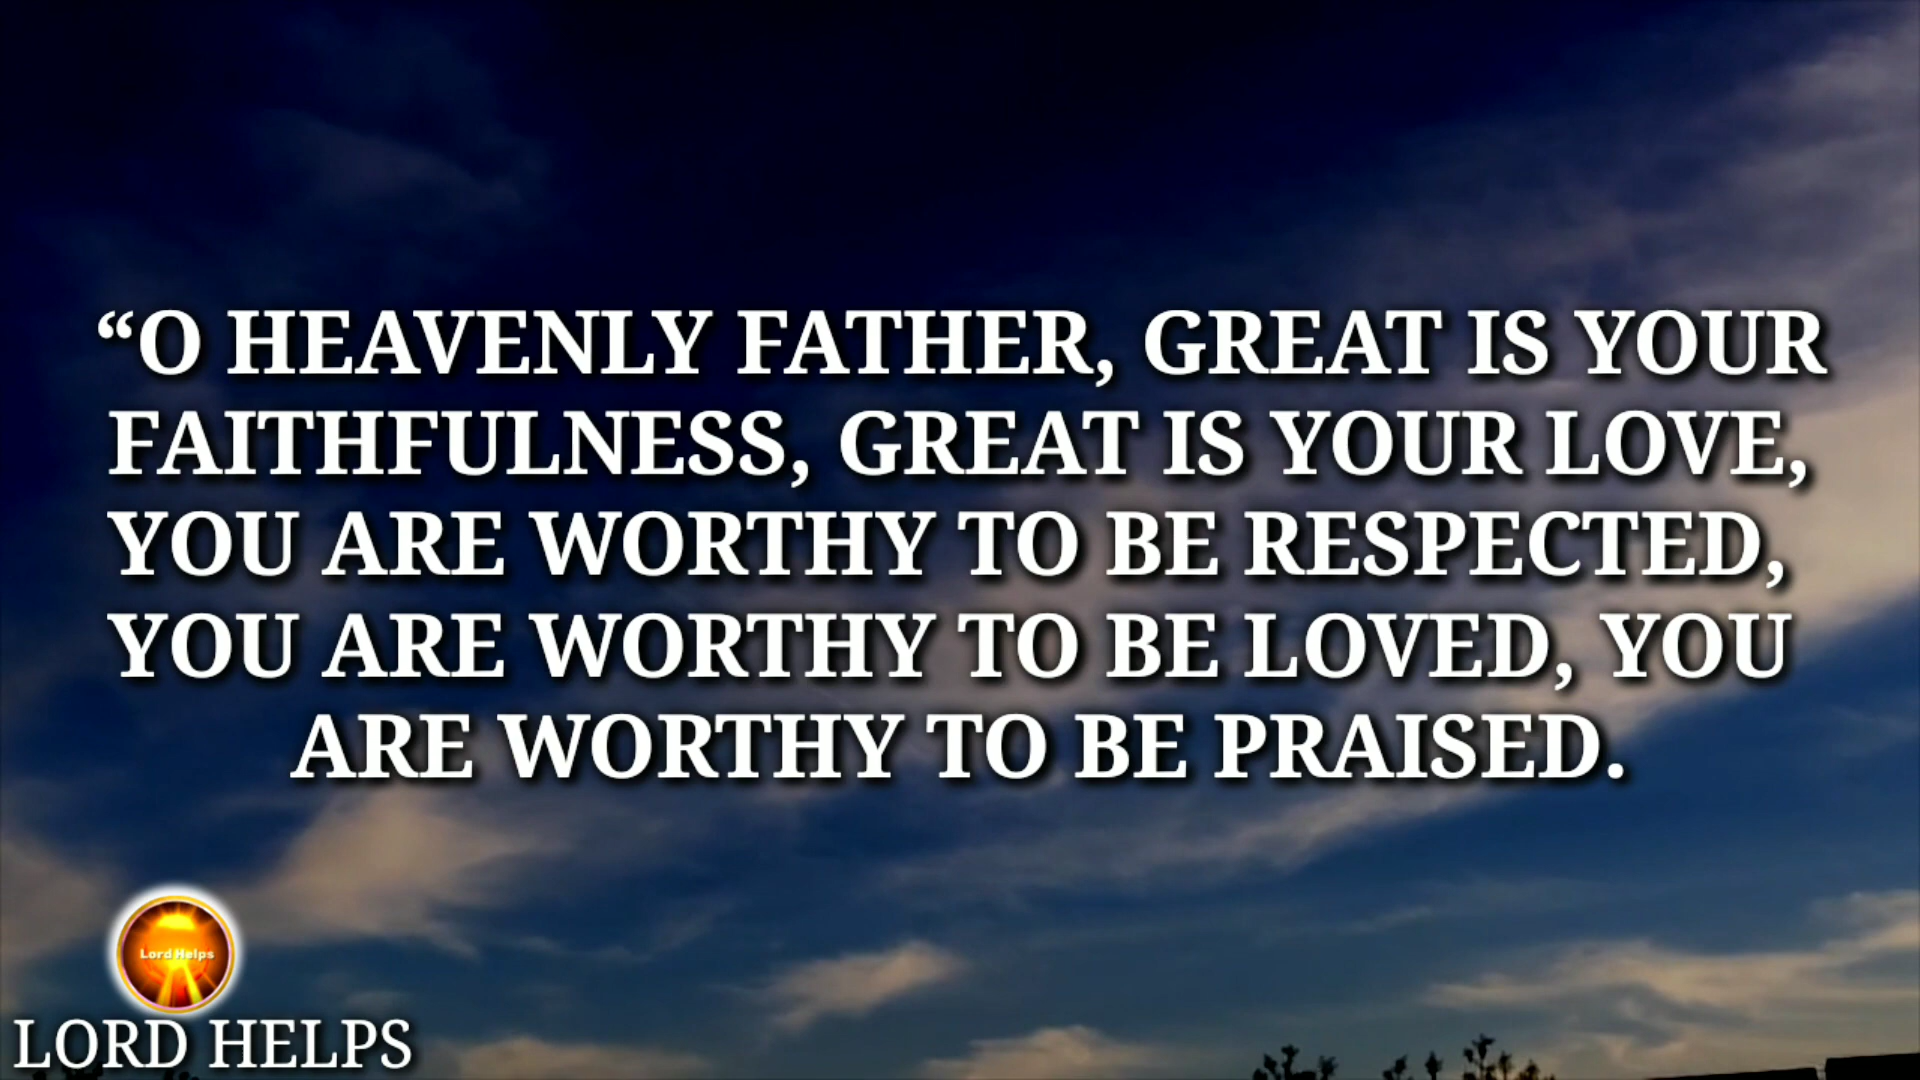 “O HEAVENLY FATHER, GREAT IS YOUR
FAITHFULNESS, GREAT IS YOUR LOVE,
YOU ARE WORTHY TO BE RESPECTED,
YOU ARE WORTHY TO BE LOVED, YOU
ARE WORTHY TO BE PRAISED.
Lord Helps
LORD HELPS